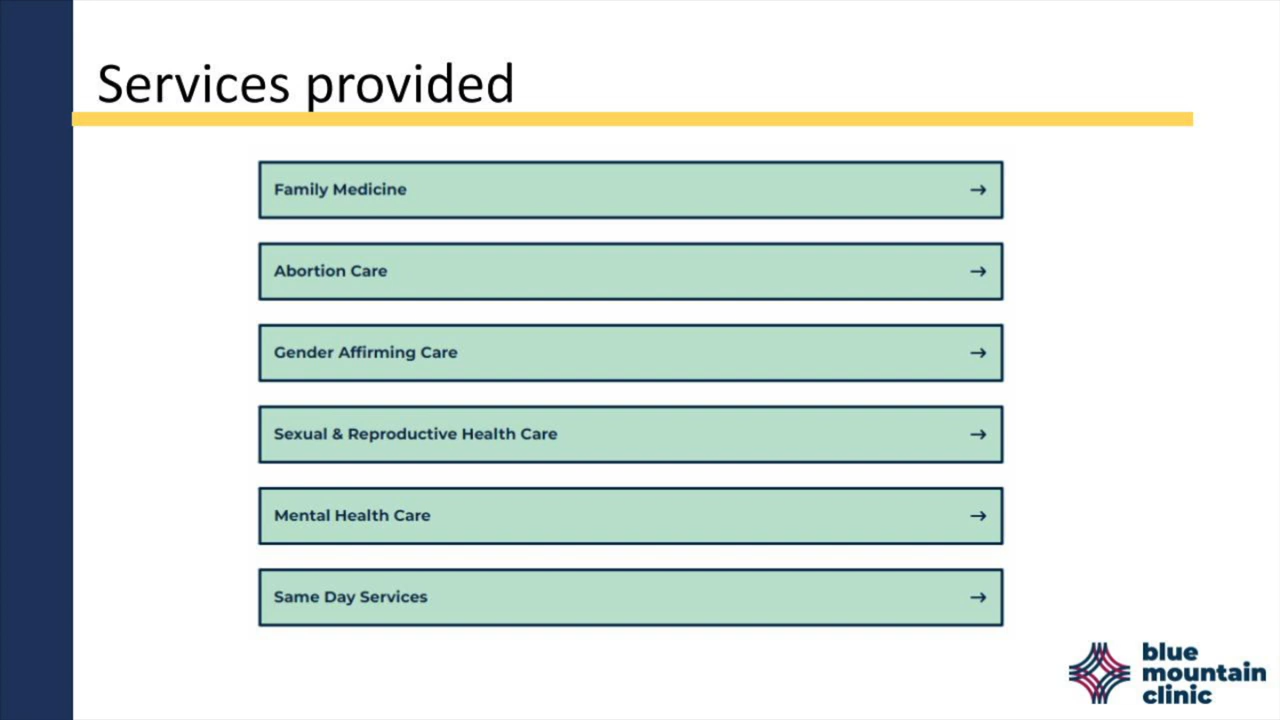 Services provided
Family Medicine →
Abortion Care →
Gender Affirming Care →
Sexual & Reproductive Health Care →
Mental Health Care →
Same Day Services →
blue
mountain
clinic